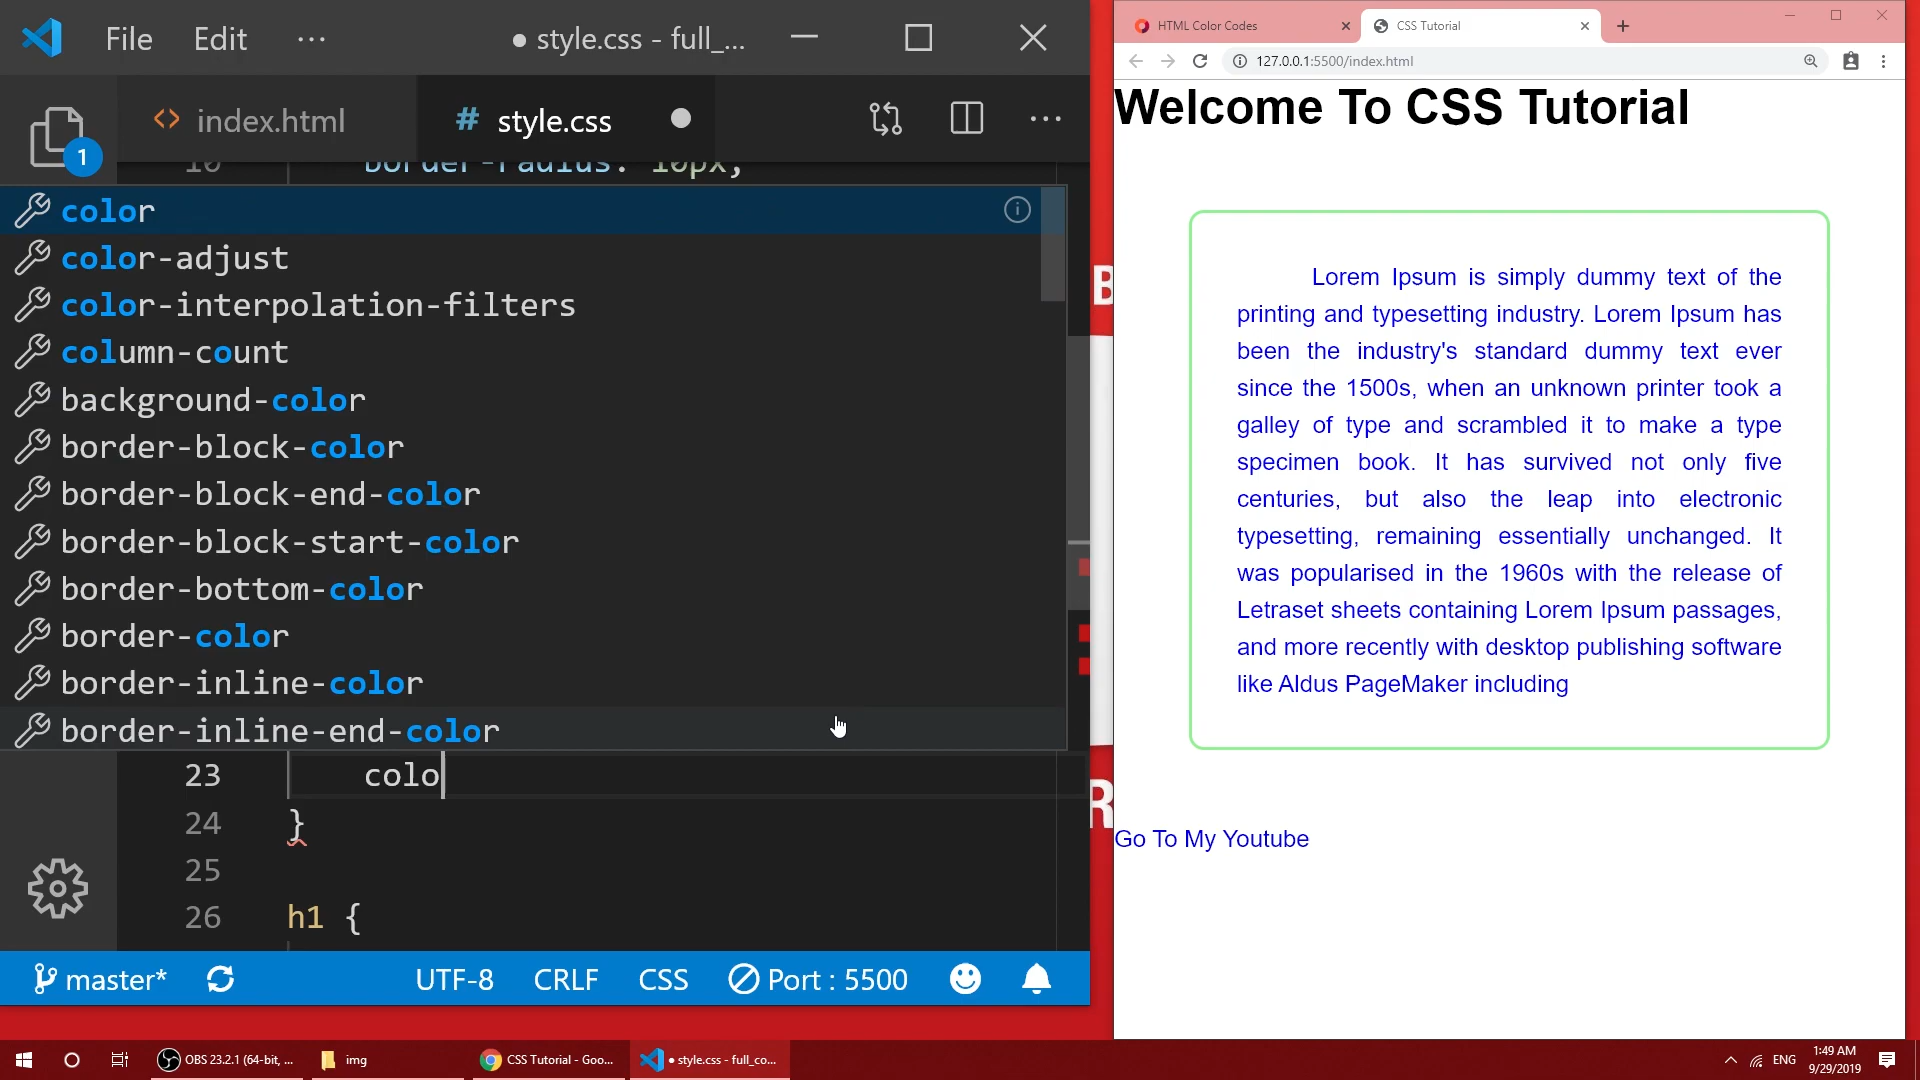 File Edit ... ● style.css - full_...
<> index.html # style.css ●
10 border-radius: 10px;
color
color-adjust
color-interpolation-filters
column-count
background-color
border-block-color
border-block-end-color
border-block-start-color
border-bottom-color
border-color
border-inline-color
border-inline-end-color
1
23 colo
24 }
25
26 h1 {
master* UTF-8 CRLF CSS Port : 5500
HTML Color Codes CSS Tutorial
127.0.0.1:5500/index.html
Welcome To CSS Tutorial
Lorem Ipsum is simply dummy text of the
printing and typesetting industry. Lorem Ipsum has
been the industry's standard dummy text ever
since the 1500s, when an unknown printer took a
galley of type and scrambled it to make a type
specimen book. It has survived not only five
centuries, but also the leap into electronic
typesetting, remaining essentially unchanged. It
was popularised in the 1960s with the release of
Letraset sheets containing Lorem Ipsum passages,
and more recently with desktop publishing software
like Aldus PageMaker including
Go To My Youtube
B
R
OBS 23.2.1 (64-bit, ... img CSS Tutorial - Goo... ● style.css - full_co... ENG 1:49 AM
9/29/2019